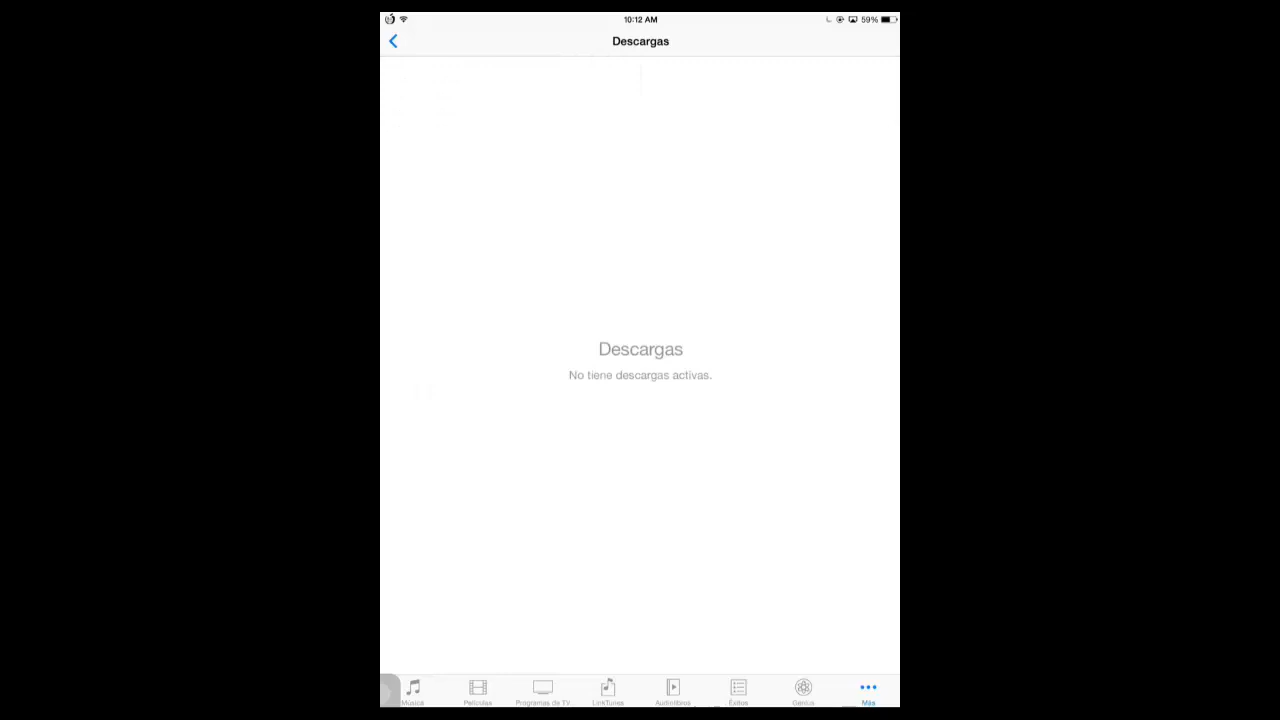 10:12 AM
59%
Descargas
Descargas
No tiene descargas activas.
Música
Películas
Programas de TV
LinkTunes
Audiolibros
Éxitos
Genius
Más